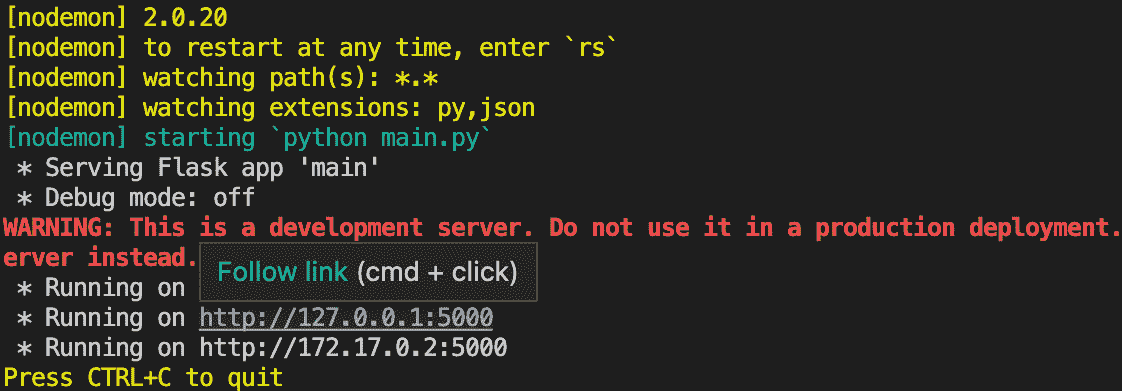 [nodemon] 2.0.20
[nodemon] to restart at any time, enter `rs`
[nodemon] watching path(s): *.*
[nodemon] watching extensions: py,json
[nodemon] starting `python main.py`
* Serving Flask app 'main'
* Debug mode: off
WARNING: This is a development server. Do not use it in a production deployment.
erver instead.
Follow link (cmd + click)
* Running on
* Running on http://127.0.0.1:5000
* Running on http://172.17.0.2:5000
Press CTRL+C to quit